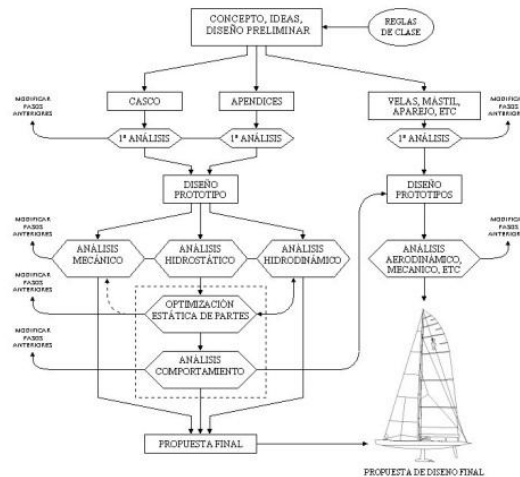 CONCEPTO, IDEAS,
DISEÑO PRELIMINAR
REGLAS
DE CLASE
MODIFICAR
PASOS
ANTERIORES
CASCO
APENDICES
VELAS, MÁSTIL,
APAREJO, ETC
MODIFICAR
PASOS
ANTERIORES
1ª ANÁLISIS
1ª ANÁLISIS
1ª ANÁLISIS
DISEÑO
PROTOTIPO
DISEÑO
PROTOTIPOS
MODIFICAR
PASOS
ANTERIORES
ANÁLISIS
MECÁNICO
ANÁLISIS
HIDROSTÁTICO
ANÁLISIS
HIDRODINÁMICO
ANÁLISIS
AERODINÁMICO,
MECANICO, ETC
MODIFICAR
PASOS
ANTERIORES
MODIFICAR
PASOS
ANTERIORES
OPTIMIZACIÓN
ESTÁTICA DE PARTES
MODIFICAR
PASOS
ANTERIORES
ANÁLISIS
COMPORTAMIENTO
PROPUESTA FINAL
PROPUESTA DE DISEÑO FINAL